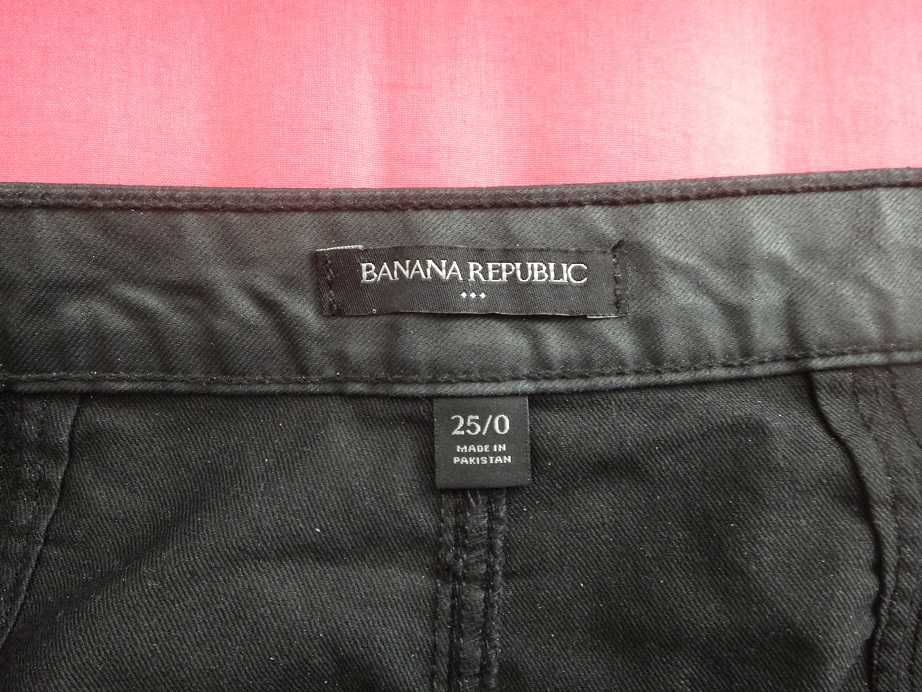 BANANA REPUBLIC
25/0
MADE IN
PAKISTAN